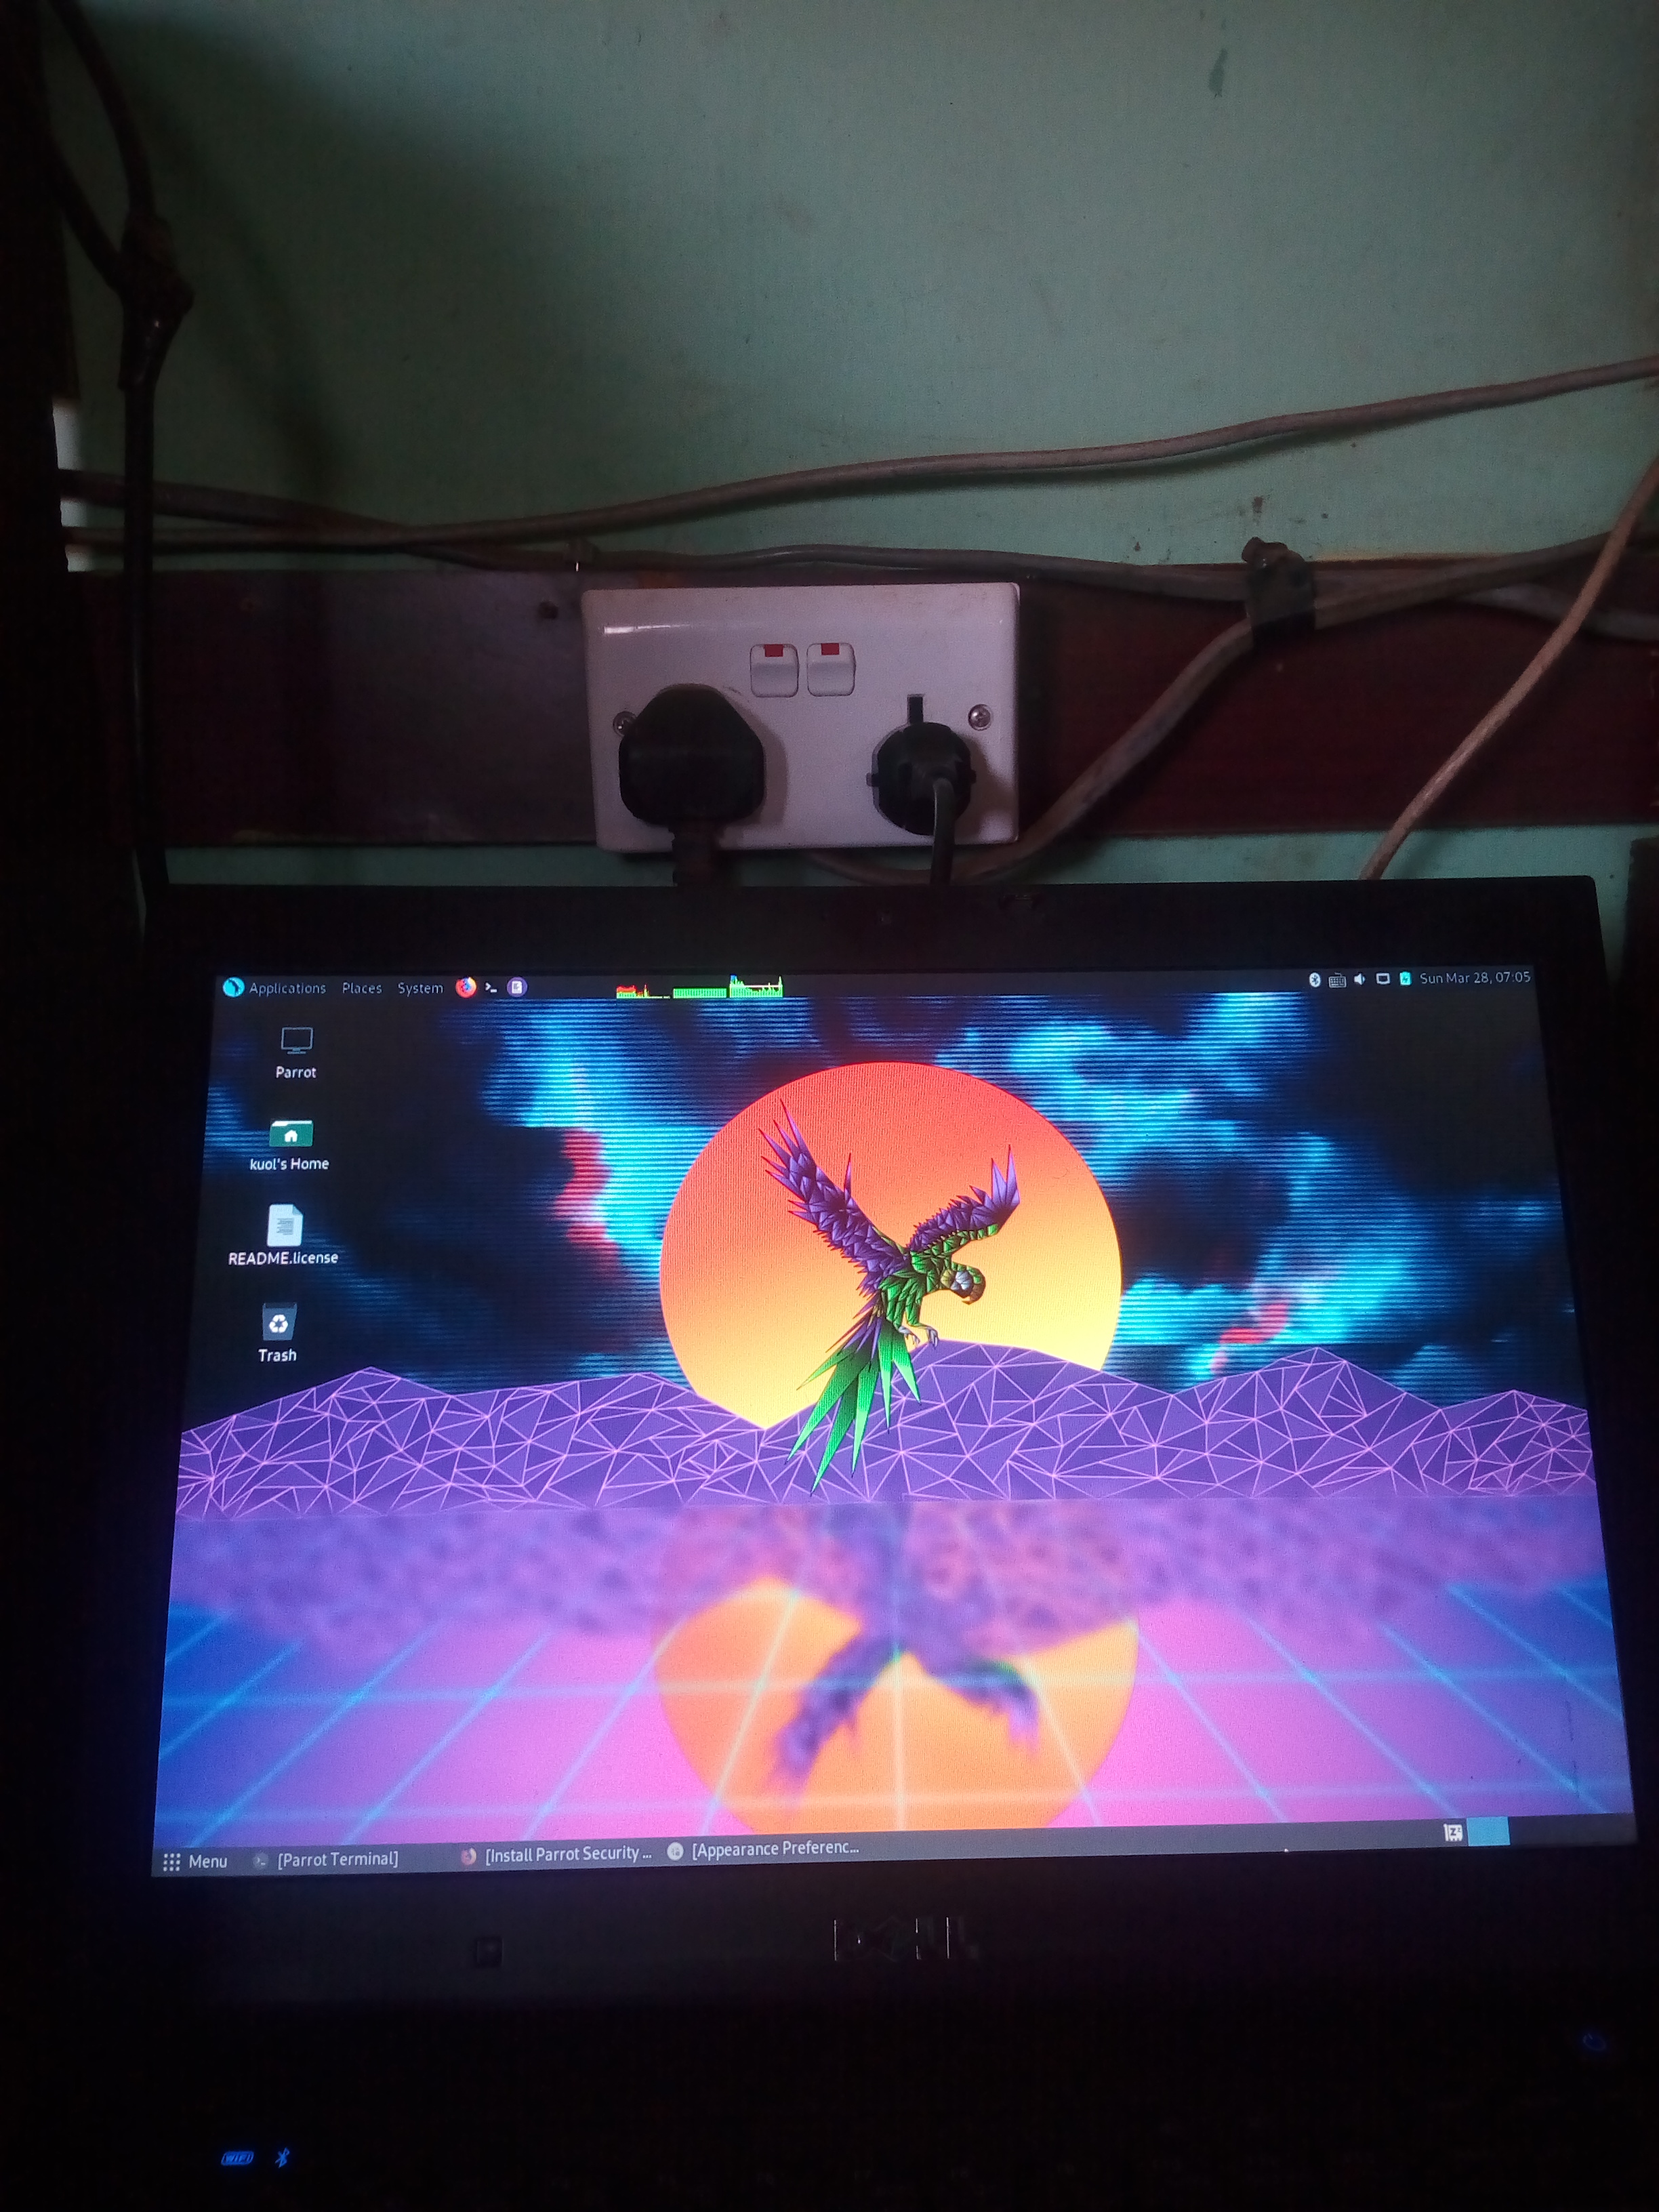 Applications Places System Sun Mar 28, 07:05
Parrot
kuol's Home
README.license
Trash
Menu [Parrot Terminal] [Install Parrot Security ... [Appearance Preferenc...
DELL
WiFi